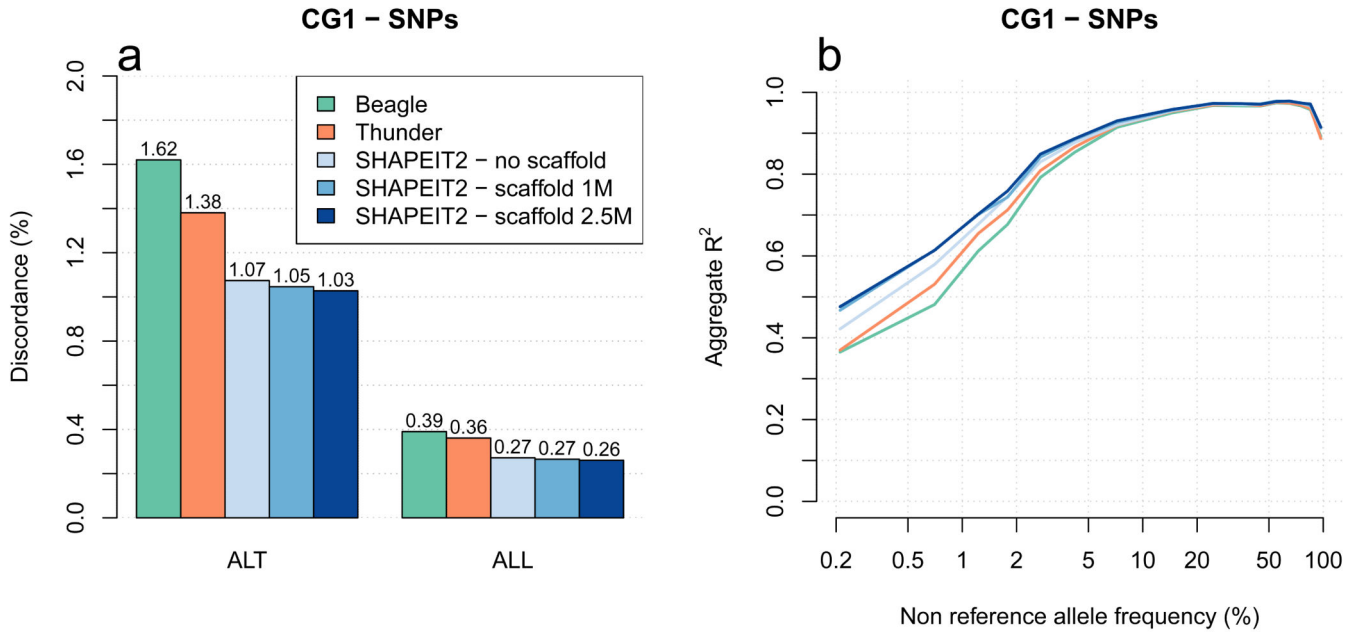 CG1 − SNPs
a
Discordance (%)
2.0
1.6
1.2
0.8
0.4
0.0
Beagle
Thunder
SHAPEIT2 − no scaffold
SHAPEIT2 − scaffold 1M
SHAPEIT2 − scaffold 2.5M
1.62
1.38
1.07
1.05
1.03
0.39
0.36
0.27
0.27
0.26
ALT
ALL
CG1 − SNPs
b
Aggregate R²
1.0
0.8
0.6
0.4
0.2
0.0
0.2 0.5 1 2 5 10 20 50 100
Non reference allele frequency (%)